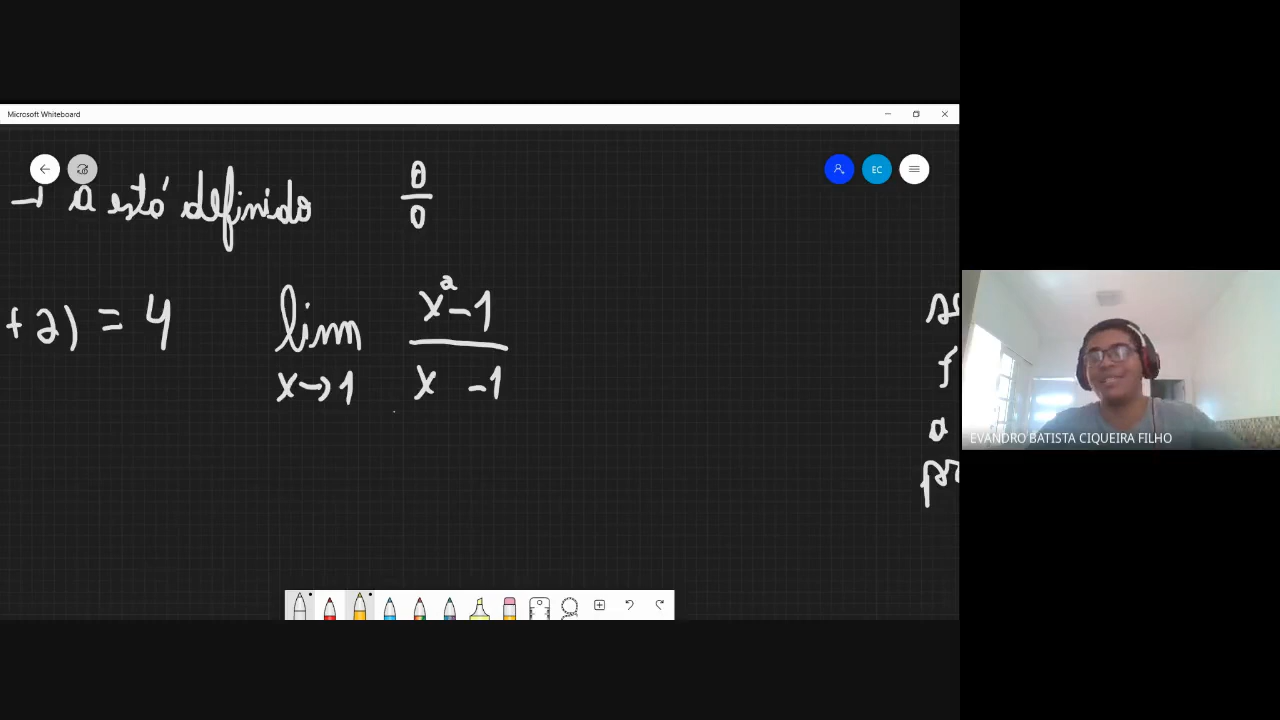 Microsoft Whiteboard
EC
→ a está definido
0/0
+2) = 4
lim x→1 (x²-1)/(x -1)
f
a
EVANDRO BATISTA CIQUEIRA FILHO